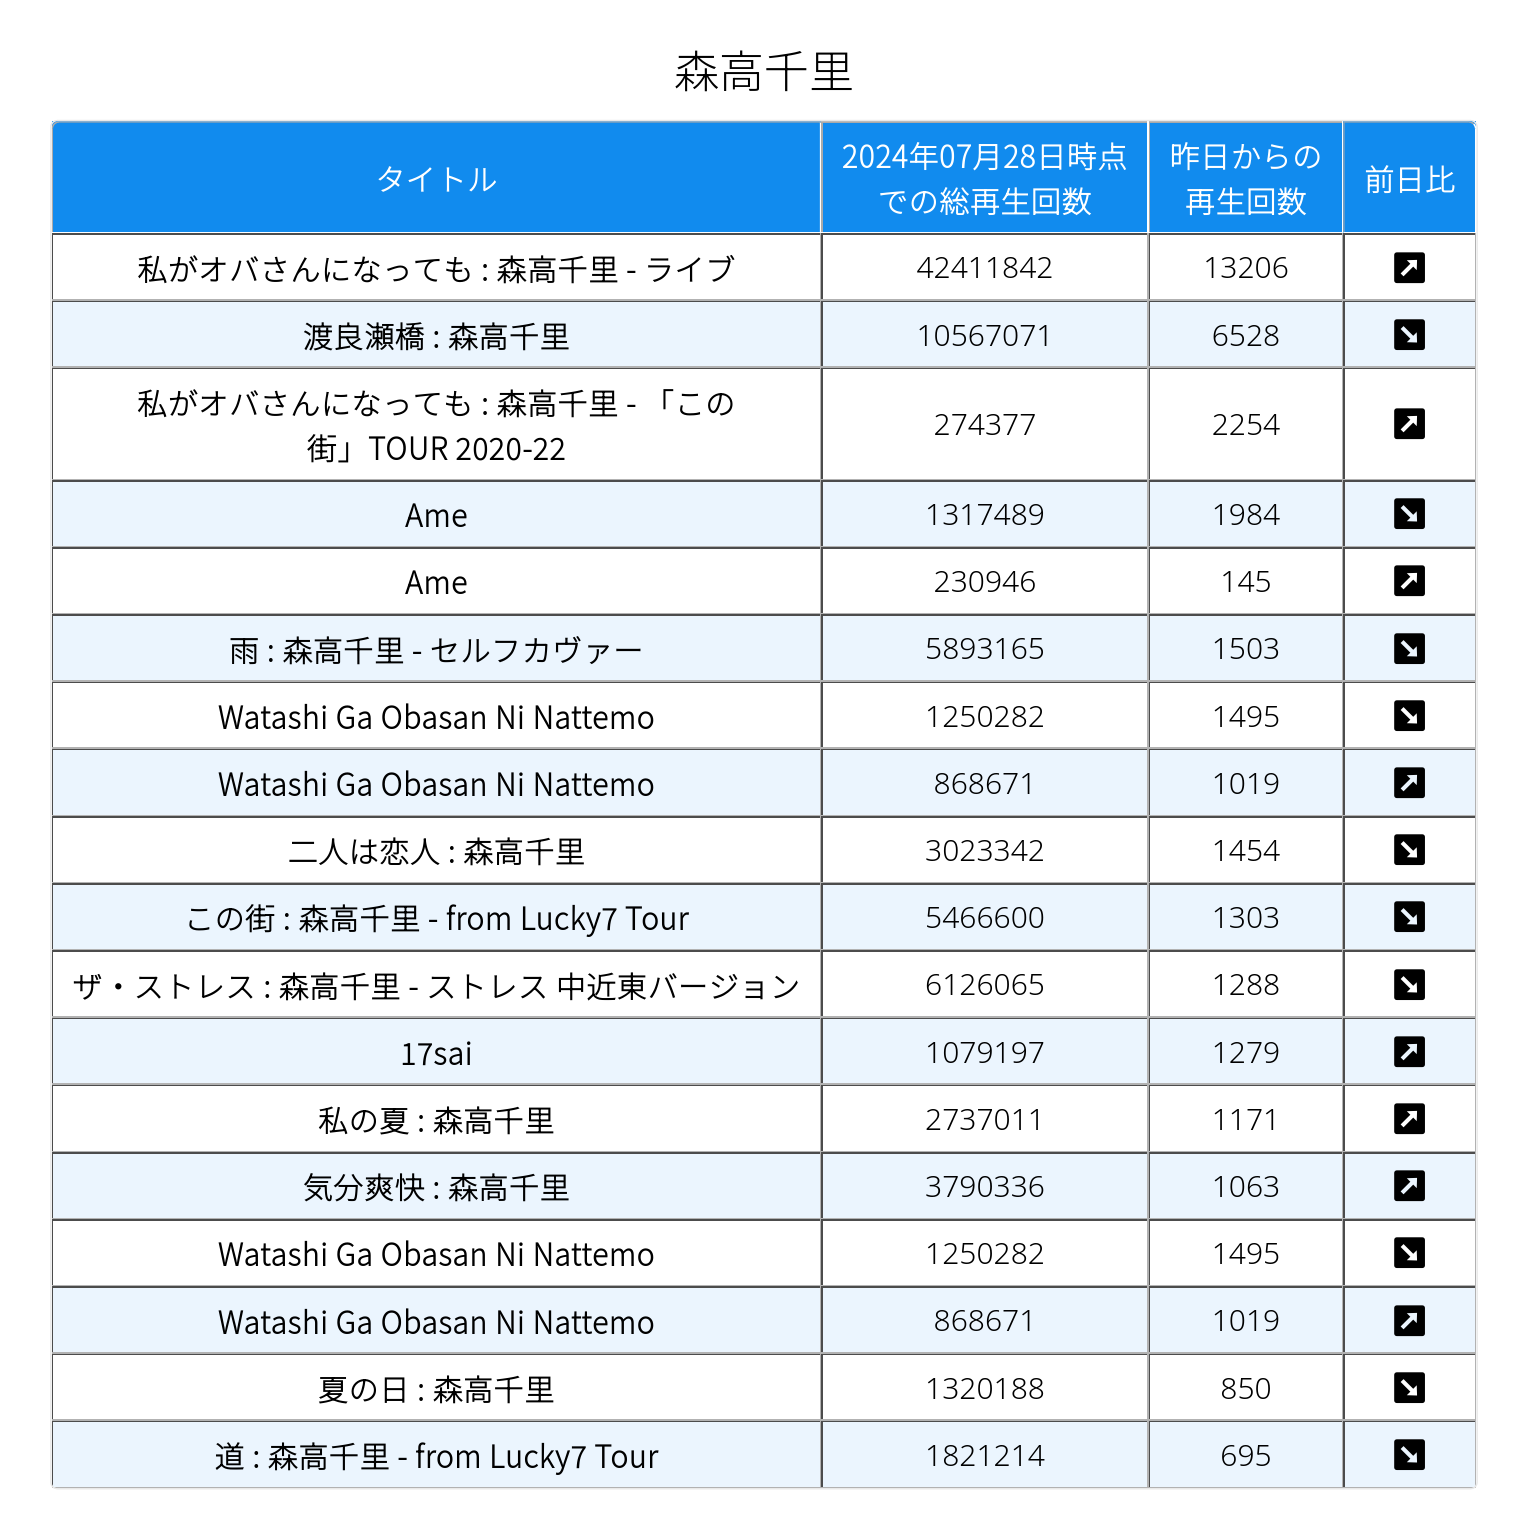 森高千里
タイトル
2024年07月28日時点
での総再生回数
昨日からの
再生回数
前日比
私がオバさんになっても : 森高千里 - ライブ 42411842 13206
渡良瀬橋 : 森高千里 10567071 6528
私がオバさんになっても : 森高千里 - 「この
街」TOUR 2020-22 274377 2254
Ame 1317489 1984
Ame 230946 145
雨 : 森高千里 - セルフカヴァー 5893165 1503
Watashi Ga Obasan Ni Nattemo 1250282 1495
Watashi Ga Obasan Ni Nattemo 868671 1019
二人は恋人 : 森高千里 3023342 1454
この街 : 森高千里 - from Lucky7 Tour 5466600 1303
ザ・ストレス : 森高千里 - ストレス 中近東バージョン 6126065 1288
17sai 1079197 1279
私の夏 : 森高千里 2737011 1171
気分爽快 : 森高千里 3790336 1063
Watashi Ga Obasan Ni Nattemo 1250282 1495
Watashi Ga Obasan Ni Nattemo 868671 1019
夏の日 : 森高千里 1320188 850
道 : 森高千里 - from Lucky7 Tour 1821214 695